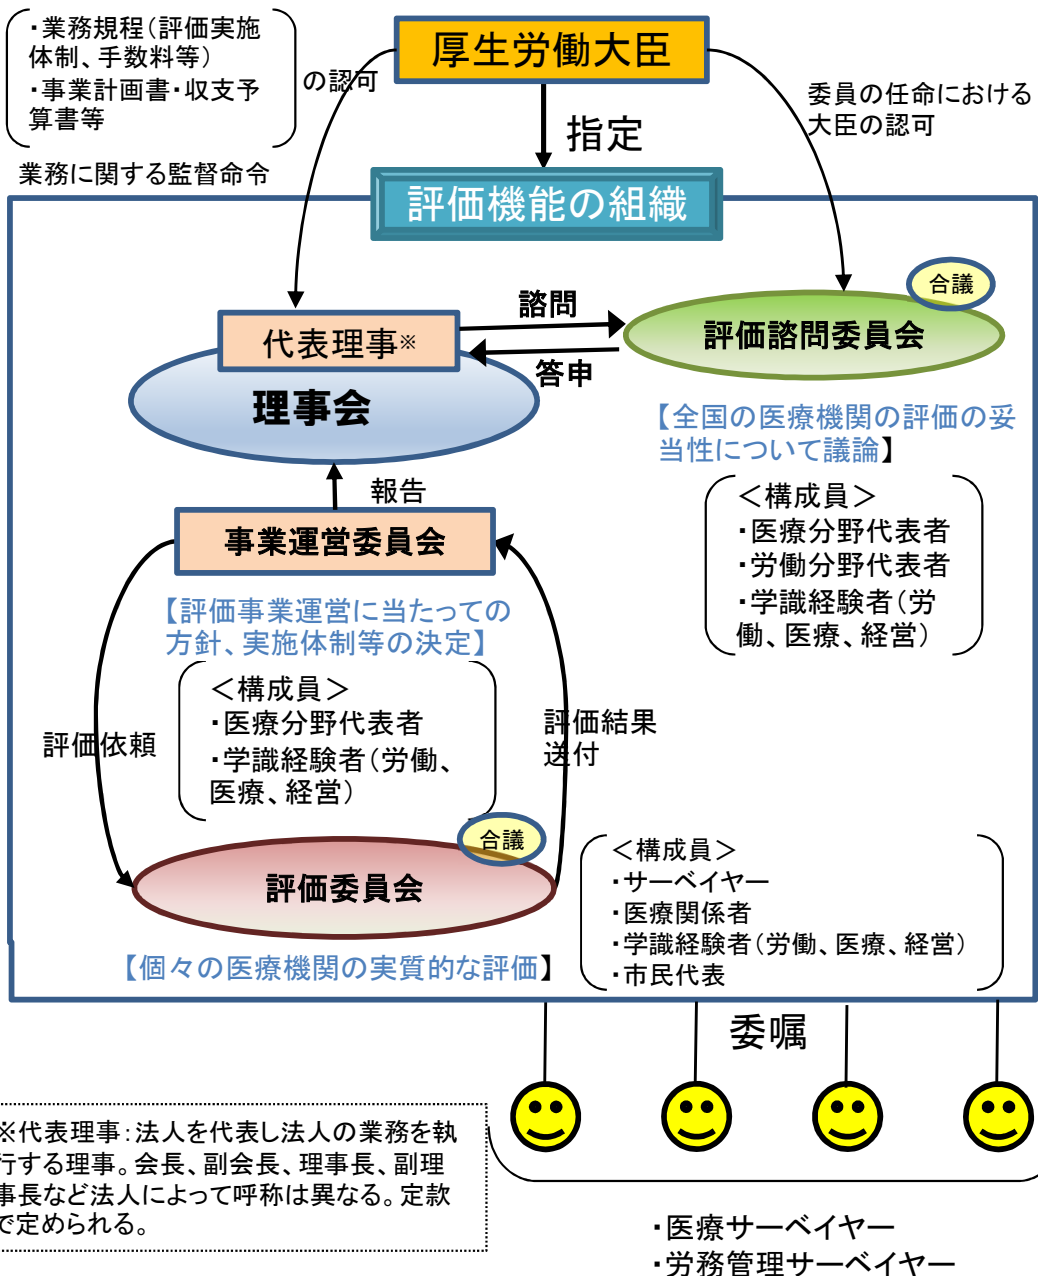 ・業務規程（評価実施
体制、手数料等）
・事業計画書・収支予
算書等
の認可
業務に関する監督命令
厚生労働大臣
指定
委員の任命における
大臣の認可
評価機能の組織
合議
諮問
代表理事※
答申
評価諮問委員会
理事会
【全国の医療機関の評価の妥
当性について議論】
＜構成員＞
・医療分野代表者
・労働分野代表者
・学識経験者（労
働、医療、経営）
報告
事業運営委員会
【評価事業運営に当たっての
方針、実施体制等の決定】
＜構成員＞
・医療分野代表者
・学識経験者（労働、
医療、経営）
評価依頼
評価結果
送付
合議
評価委員会
【個々の医療機関の実質的な評価】
＜構成員＞
・サーベイヤー
・医療関係者
・学識経験者（労働、医療、経営）
・市民代表
委嘱
※代表理事：法人を代表し法人の業務を執
行する理事。会長、副会長、理事長、副理
事長など法人によって呼称は異なる。定款
で定められる。
・医療サーベイヤー
・労務管理サーベイヤー